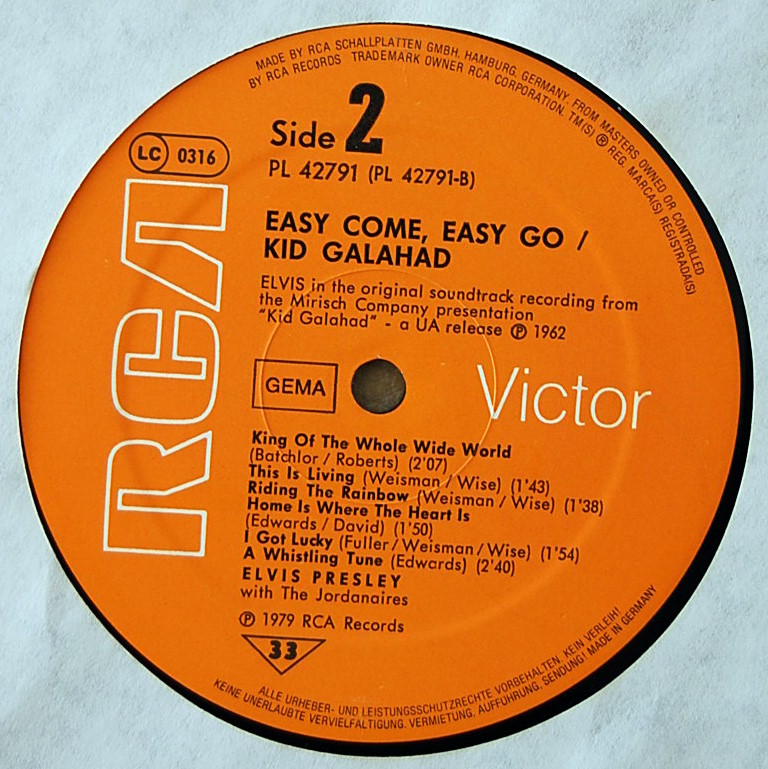 MADE BY RCA SCHALLPLATTEN GMBH, HAMBURG, GERMANY, FROM MASTERS OWNED OR CONTROLLED
BY RCA RECORDS TRADEMARK OWNER RCA CORPORATION. TM(S) ® REG. MARCA(S) REGISTRADA(S)
Side 2
LC 0316
PL 42791 (PL 42791-B)
EASY COME, EASY GO /
KID GALAHAD
ELVIS in the original soundtrack recording from
the Mirisch Company presentation
"Kid Galahad" - a UA release ℗ 1962
RCA
GEMA
Victor
King Of The Whole Wide World
(Batchlor / Roberts) (2'07)
This Is Living (Weisman / Wise) (1'43)
Riding The Rainbow (Weisman / Wise) (1'38)
Home Is Where The Heart Is
(Edwards / David) (1'50)
I Got Lucky (Fuller / Weisman / Wise) (1'54)
A Whistling Tune (Edwards) (2'40)
ELVIS PRESLEY
with The Jordanaires
℗ 1979 RCA Records
33
ALLE URHEBER- UND LEISTUNGSSCHUTZRECHTE VORBEHALTEN. KEIN VERLEIH!
KEINE UNERLAUBTE VERVIELFÄLTIGUNG, VERMIETUNG, AUFFÜHRUNG, SENDUNG! MADE IN GERMANY